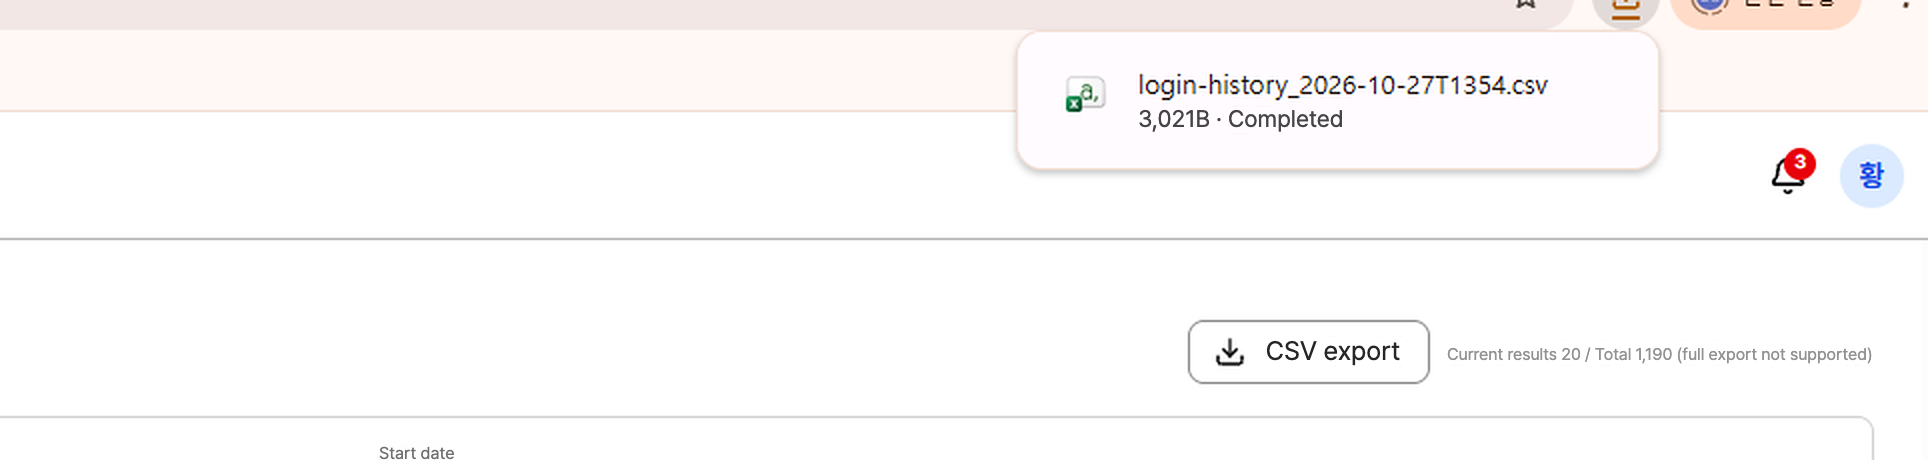 login-history_2026-10-27T1354.csv
3,021B · Completed
3
황
CSV export
Current results 20 / Total 1,190 (full export not supported)
Start date